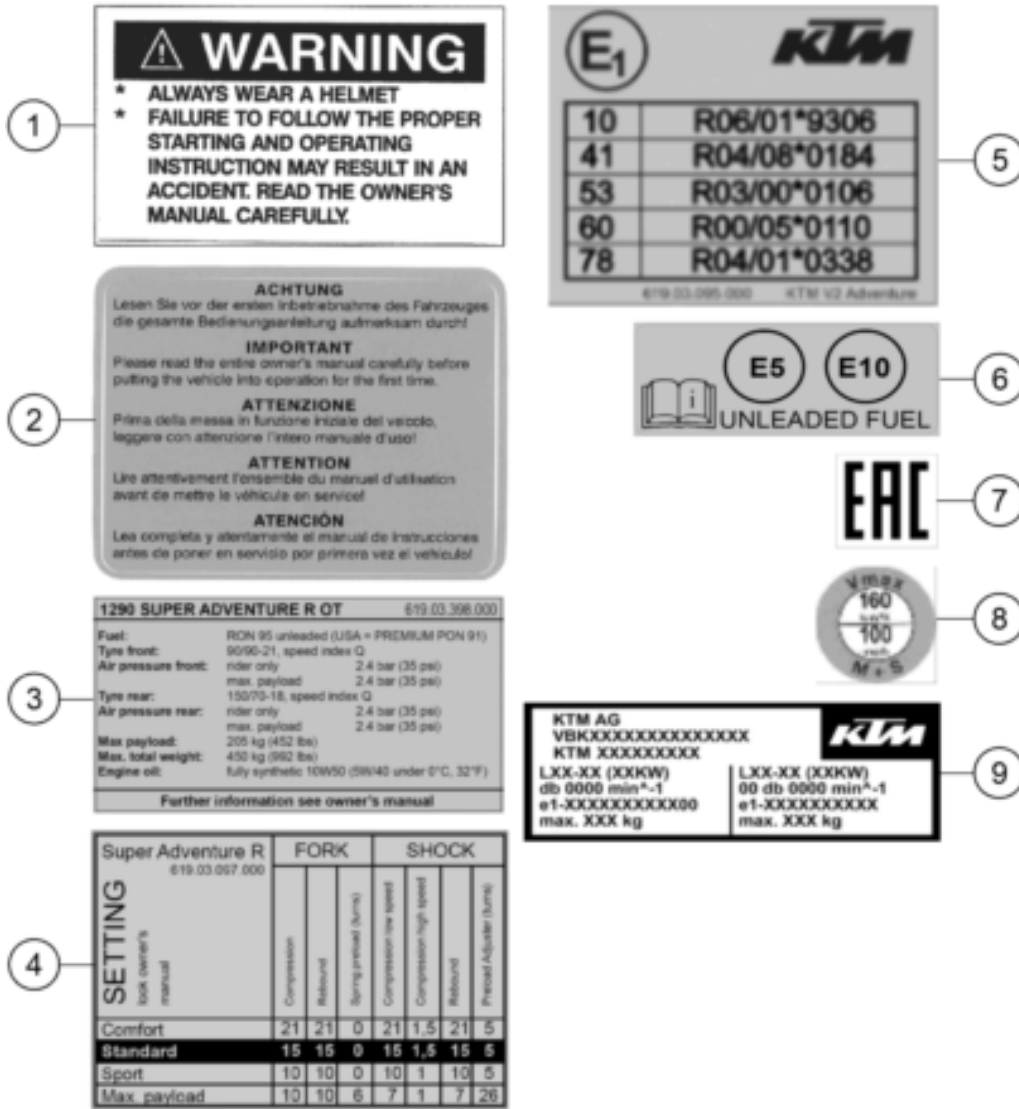 1
⚠ WARNING
* ALWAYS WEAR A HELMET
* FAILURE TO FOLLOW THE PROPER
STARTING AND OPERATING
INSTRUCTION MAY RESULT IN AN
ACCIDENT. READ THE OWNER'S
MANUAL CAREFULLY.
2
ACHTUNG
Lesen Sie vor der ersten Inbetriebnahme des Fahrzeuges
die gesamte Bedienungsanleitung aufmerksam durch!
IMPORTANT
Please read the entire owner's manual carefully before
putting the vehicle into operation for the first time.
ATTENZIONE
Prima della messa in funzione iniziale del veicolo,
leggere con attenzione l'intero manuale d'uso!
ATTENTION
Lire attentivement l'ensemble du manuel d'utilisation
avant de mettre le véhicule en service!
ATENCIÓN
Lea completa y atentamente el manual de instrucciones
antes de poner en servicio por primera vez el vehículo!
3
1290 SUPER ADVENTURE R OT 619.03.398.000
Fuel: RON 95 unleaded (USA = PREMIUM PON 91)
Tyre front: 90/90-21, speed index Q
Air pressure front: rider only 2.4 bar (35 psi)
max. payload 2.4 bar (35 psi)
Tyre rear: 150/70-18, speed index Q
Air pressure rear: rider only 2.4 bar (35 psi)
max. payload 2.4 bar (35 psi)
Max payload: 205 kg (452 lbs)
Max. total weight: 450 kg (992 lbs)
Engine oil: fully synthetic 10W50 (5W/40 under 0°C, 32°F)
Further information see owner's manual
4
Super Adventure R FORK SHOCK
619.03.097.000
SETTING
look owner's
manual
Compression
Rebound
Spring preload (turns)
Compression low speed
Compression high speed
Rebound
Preload Adjuster (turns)
Comfort 21 21 0 21 1,5 21 5
Standard 15 15 0 15 1,5 15 5
Sport 10 10 0 10 1 10 5
Max. payload 10 10 6 7 1 7 26
5
E1 KTM
10 R06/01*9306
41 R04/08*0184
53 R03/00*0106
60 R00/05*0110
78 R04/01*0338
619.03.095.000 KTM V2 Adventure
6
E5 E10
i
UNLEADED FUEL
7
EAC
8
Vmax
160
km/h
100
mph
M + S
9
KTM AG
VBKXXXXXXXXXXXXXX
KTM XXXXXXXXX
KTM
LXX-XX (XXKW)
db 0000 min^-1
e1-XXXXXXXXXX00
max. XXX kg
LXX-XX (XXKW)
00 db 0000 min^-1
e1-XXXXXXXXXX
max. XXX kg